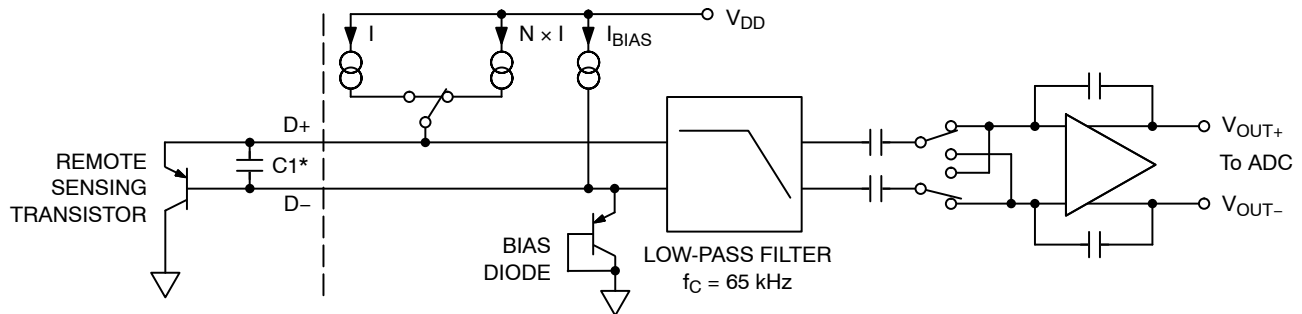 I
N × I
I_BIAS
V_DD
D+
C1*
D−
REMOTE
SENSING
TRANSISTOR
BIAS
DIODE
LOW-PASS FILTER
f_C = 65 kHz
V_OUT+
To ADC
V_OUT−